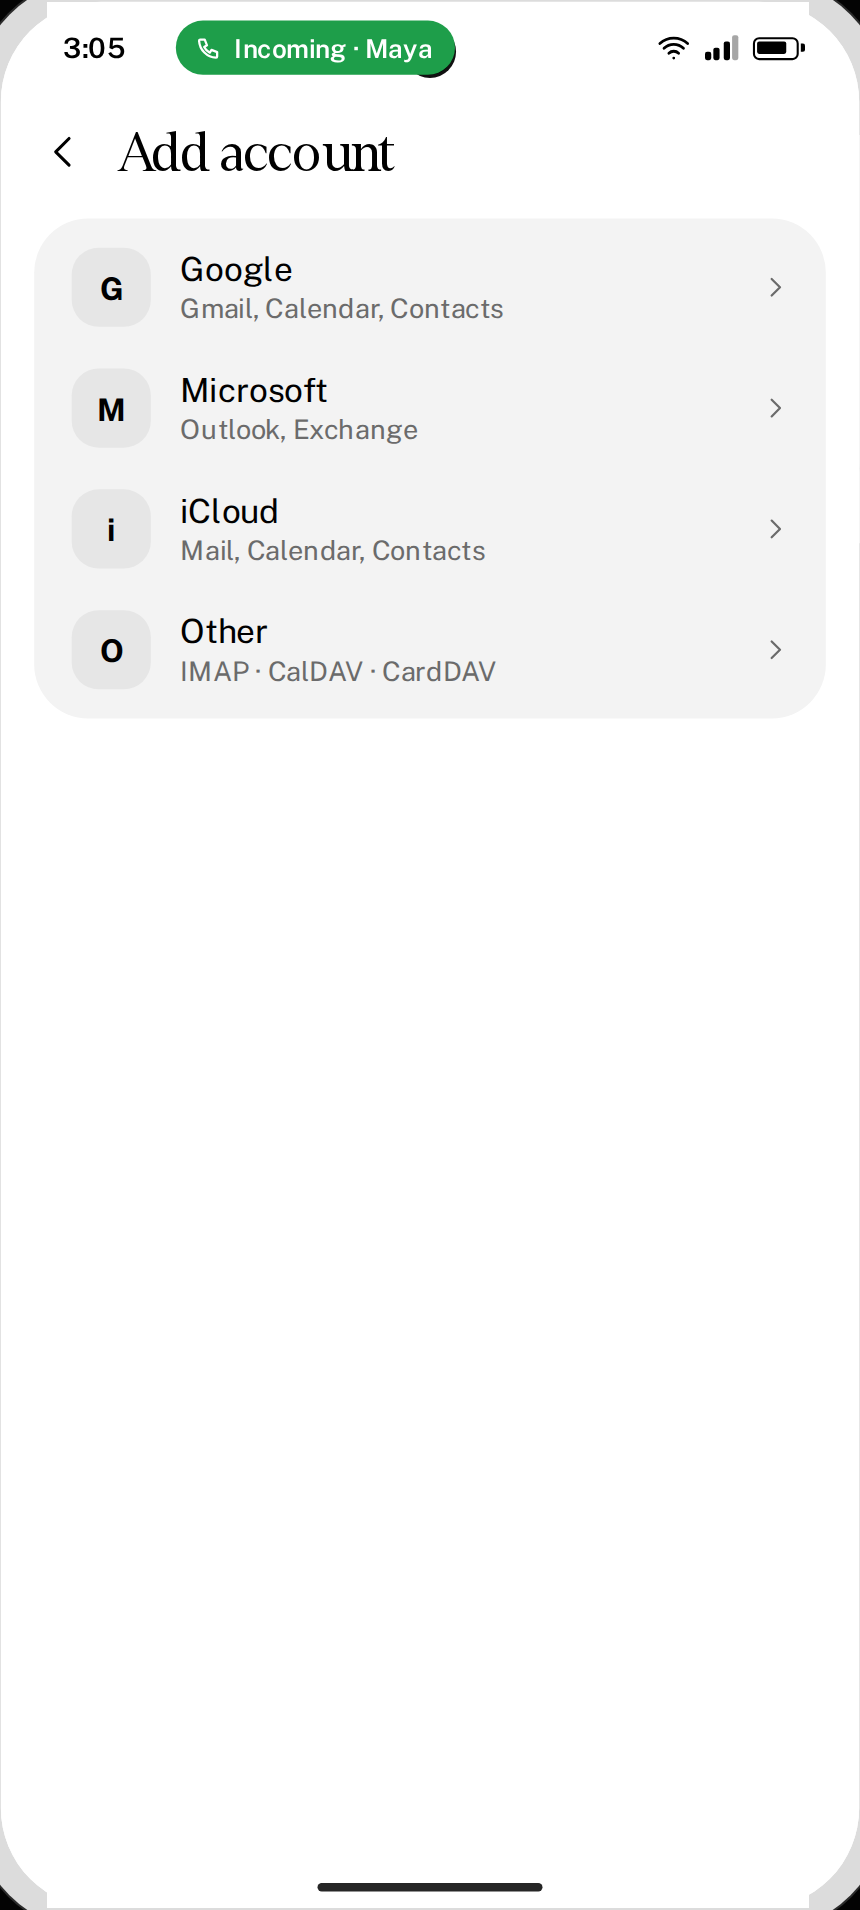 3:05
Incoming · Maya
Add account
G
Google
Gmail, Calendar, Contacts
M
Microsoft
Outlook, Exchange
i
iCloud
Mail, Calendar, Contacts
O
Other
IMAP · CalDAV · CardDAV